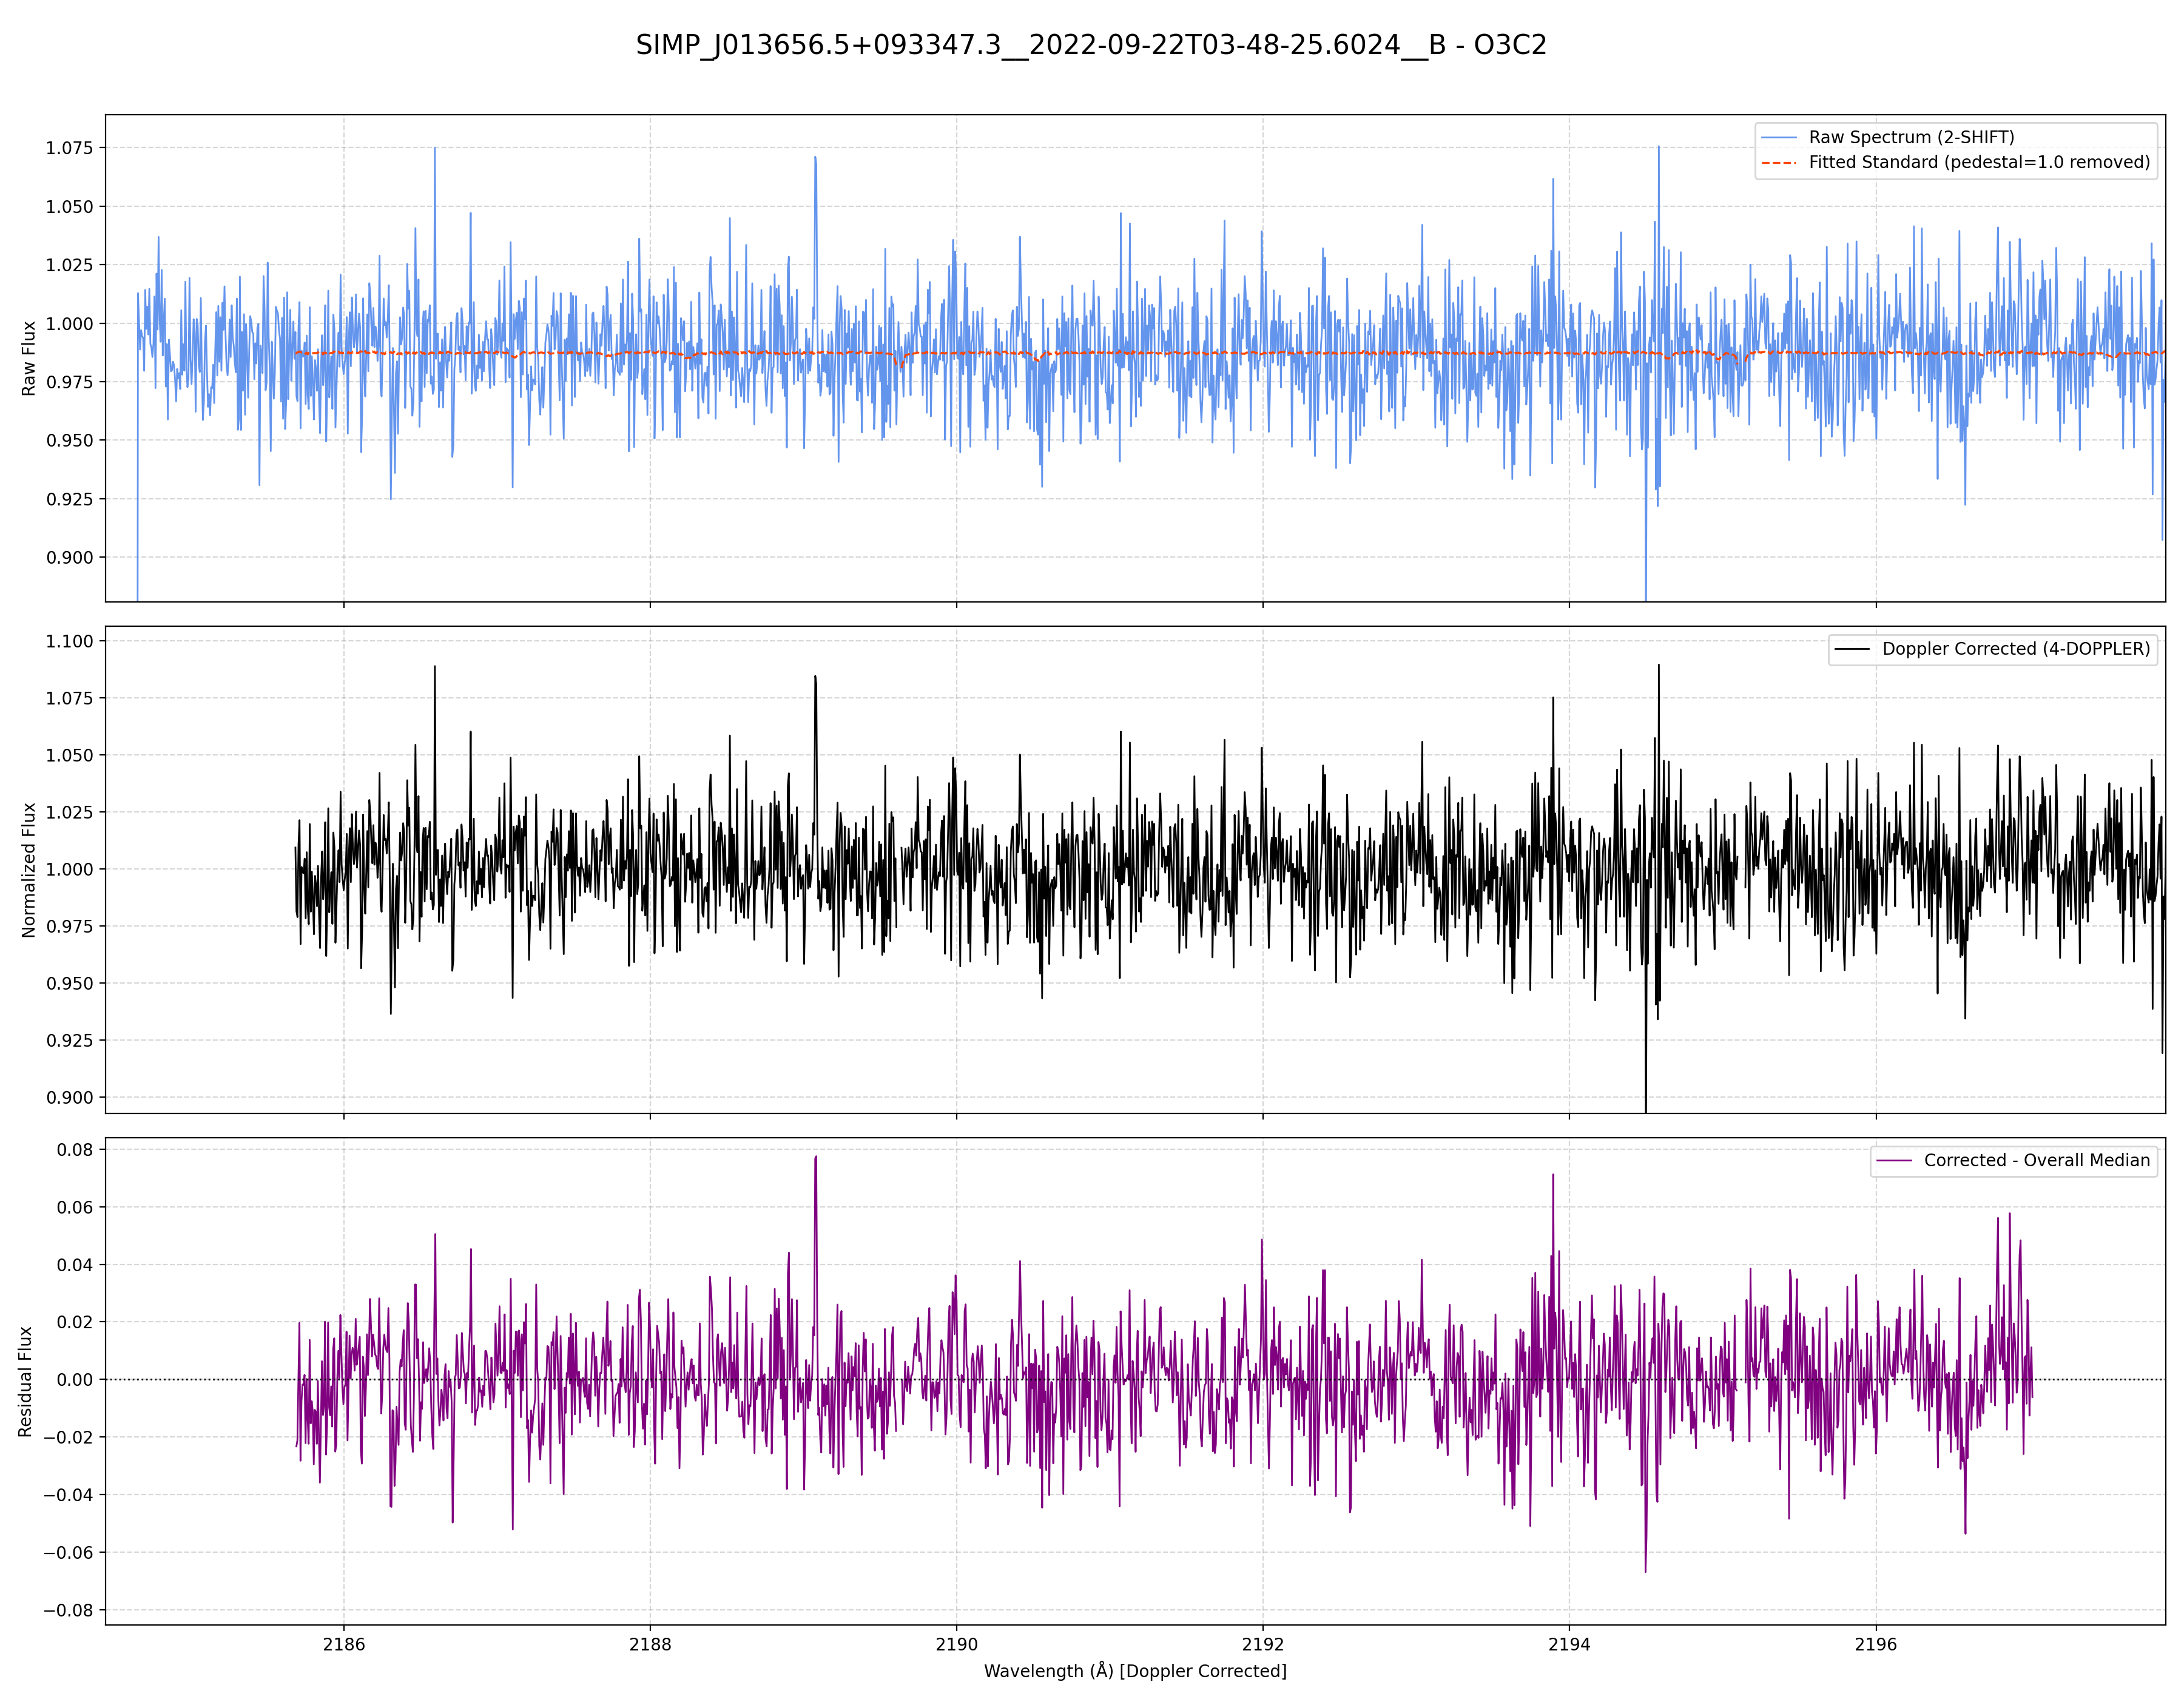 SIMP_J013656.5+093347.3__2022-09-22T03-48-25.6024__B - O3C2
Raw Flux
1.075
1.050
1.025
1.000
0.975
0.950
0.925
0.900
Raw Spectrum (2-SHIFT)
Fitted Standard (pedestal=1.0 removed)
Normalized Flux
1.100
1.075
1.050
1.025
1.000
0.975
0.950
0.925
0.900
Doppler Corrected (4-DOPPLER)
Residual Flux
0.08
0.06
0.04
0.02
0.00
−0.02
−0.04
−0.06
−0.08
Corrected - Overall Median
2186 2188 2190 2192 2194 2196
Wavelength (Å) [Doppler Corrected]